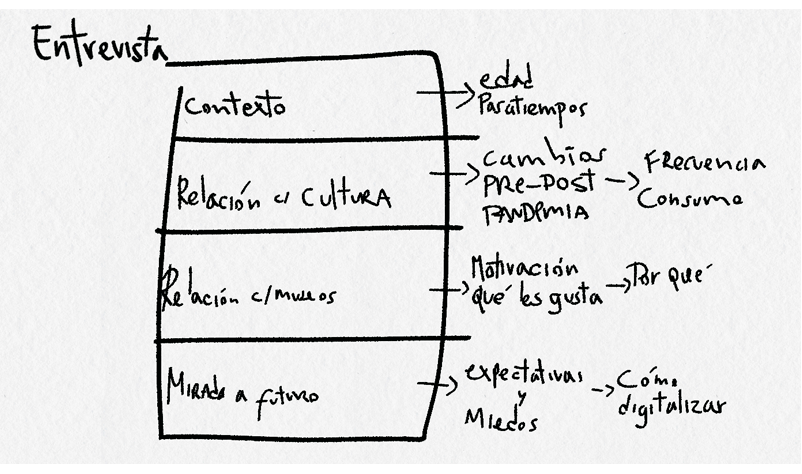 Entrevista
Contexto
edad
Pasatiempos
Relación c/ CULTURA
cambios
PRE-POST
PANDEMIA
FRECUENCIA
Consumo
Relación c/museos
Motivación
qué les gusta
Por qué
MIRADA a futuro
expectativas
y
Miedos
Cómo
digitalizar